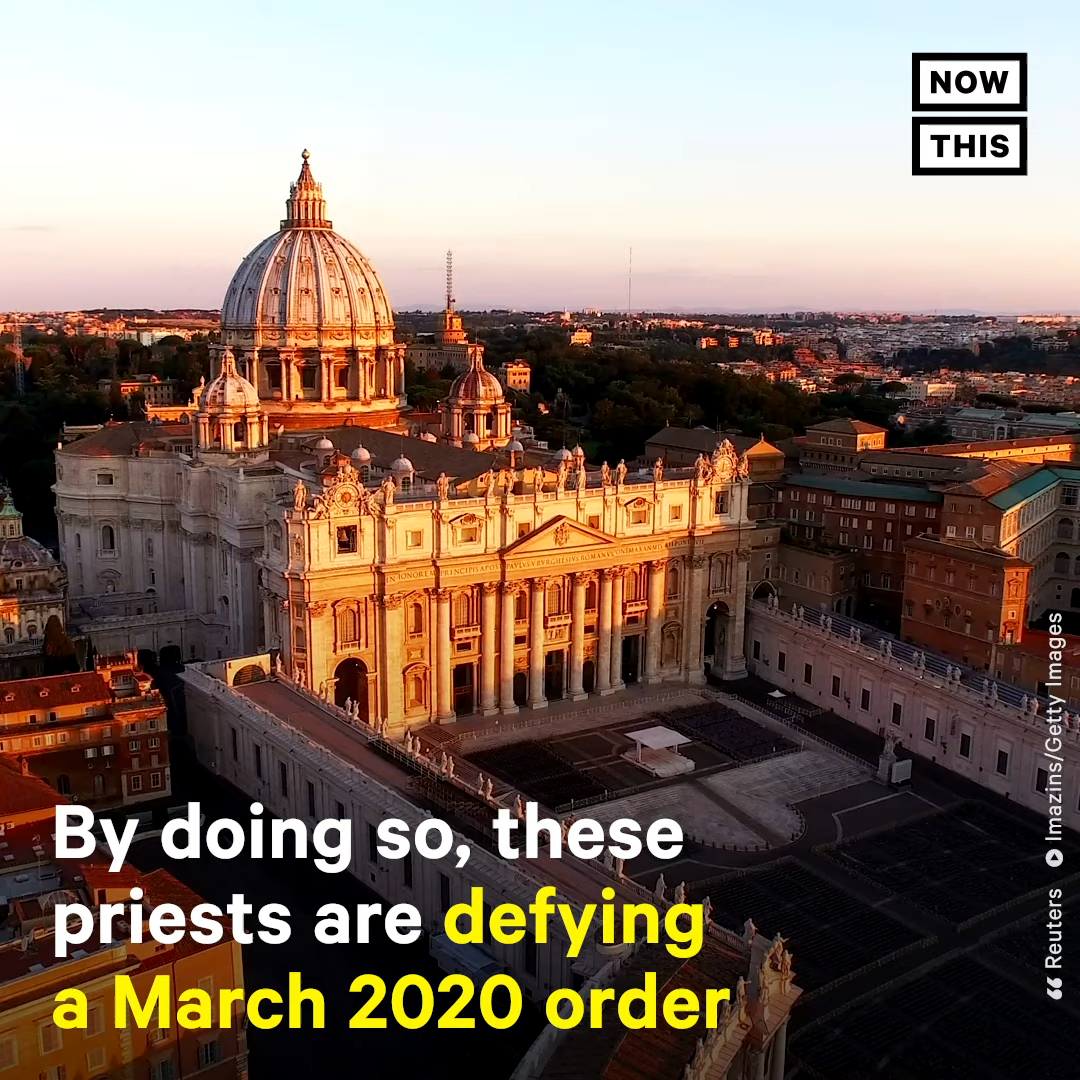 NOW
THIS
By doing so, these
priests are defying
a March 2020 order
Reuters Imazins/Getty Images